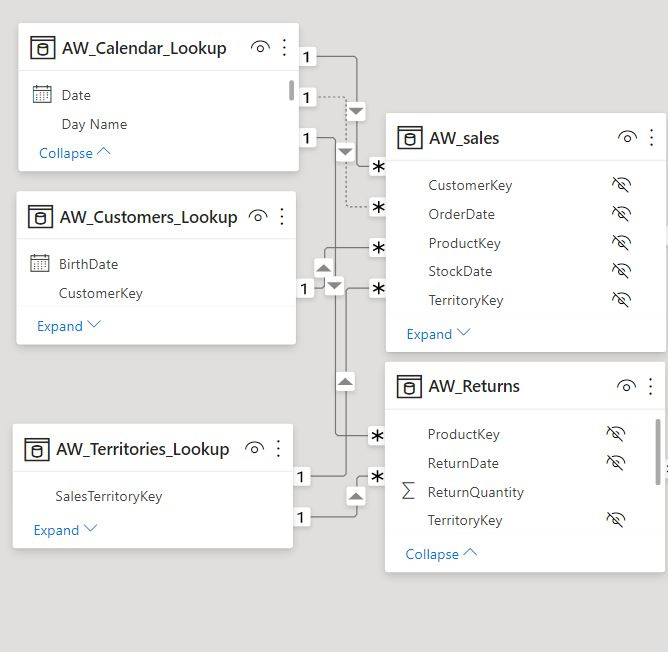 AW_Calendar_Lookup
Date
Day Name
Collapse
AW_Customers_Lookup
BirthDate
CustomerKey
Expand
AW_Territories_Lookup
SalesTerritoryKey
Expand
1
1
1
1
1
1
*
*
*
*
*
*
AW_sales
CustomerKey
OrderDate
ProductKey
StockDate
TerritoryKey
Expand
AW_Returns
ProductKey
ReturnDate
Σ ReturnQuantity
TerritoryKey
Collapse